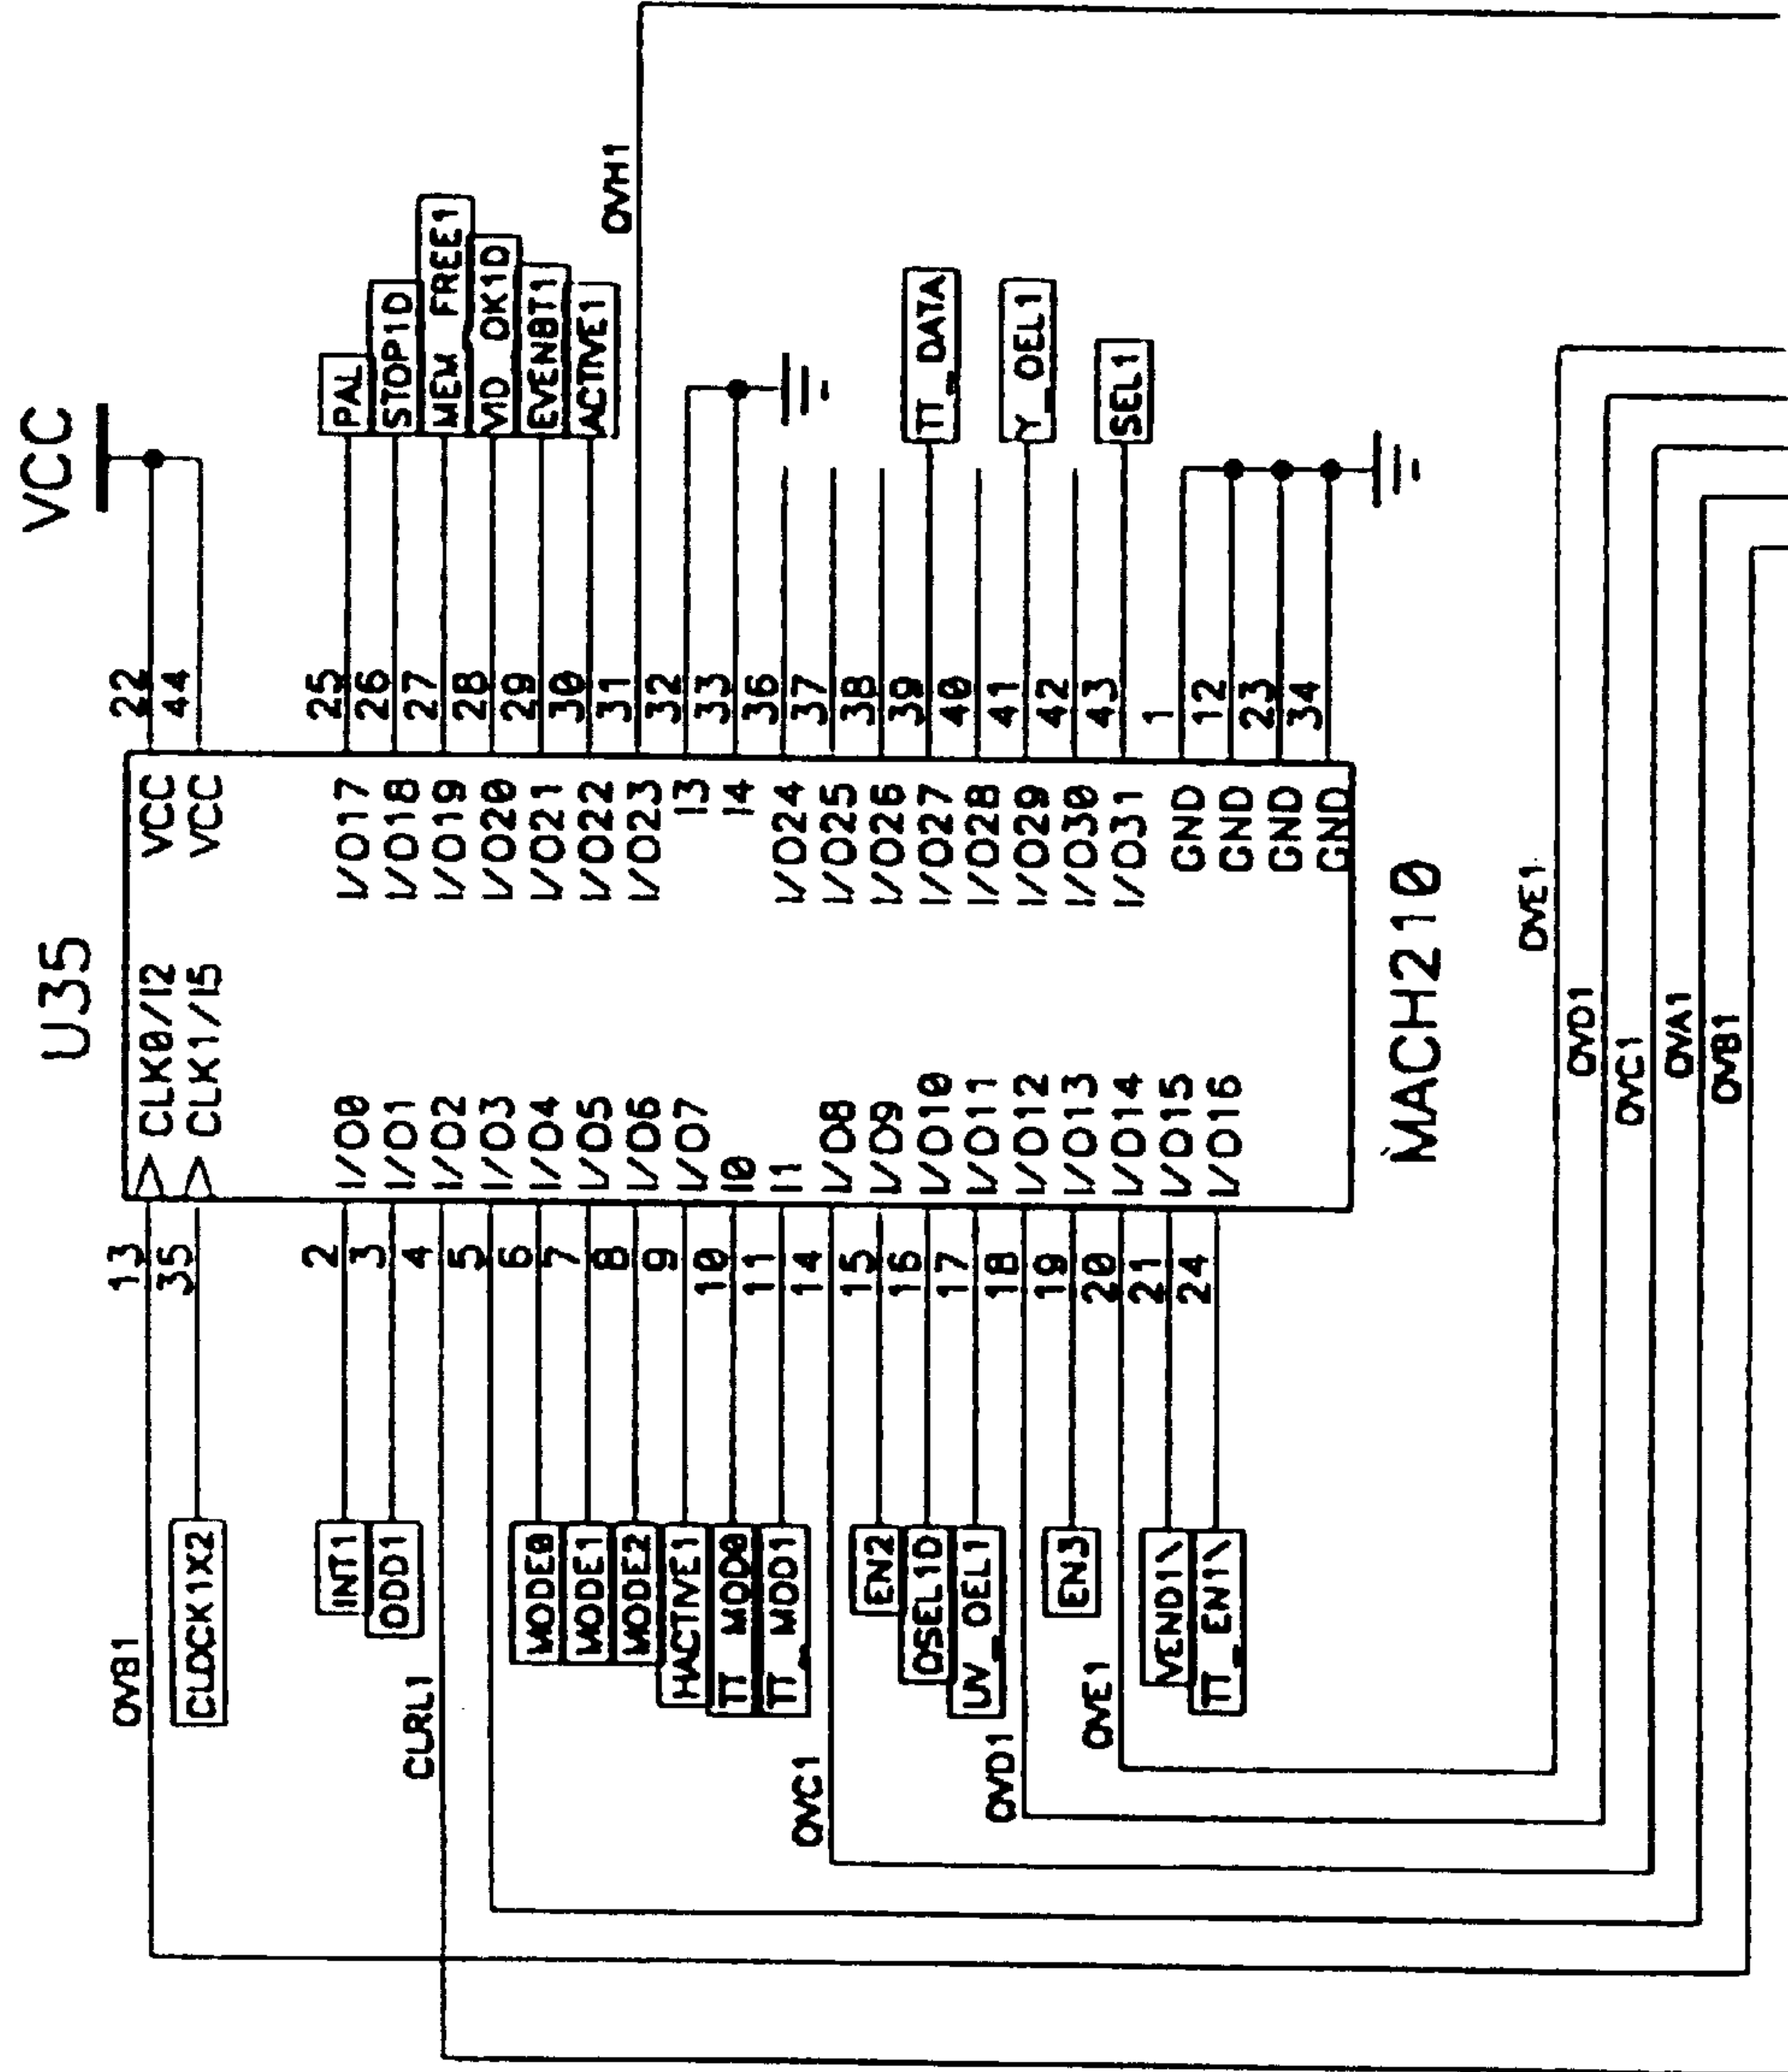 U35
MACH210
VCC
13 CLK0/I2
35 CLK1/I5
2 I/O0
3 I/O1
4 I/O2
5 I/O3
6 I/O4
7 I/O5
8 I/O6
9 I/O7
10 I0
11 I1
14 I/O8
15 I/O9
16 I/O10
17 I/O11
18 I/O12
19 I/O13
20 I/O14
21 I/O15
24 I/O16
VCC 22
VCC 44
I/O17 25
I/O18 26
I/O19 27
I/O20 28
I/O21 29
I/O22 30
I/O23 31
I3 32
I4 33
I/O24 36
I/O25 37
I/O26 38
I/O27 39
I/O28 40
I/O29 41
I/O30 42
I/O31 43
GND 1
GND 12
GND 23
GND 34
OVB1
CLOCK1X2
INT1
ODD1
CLRL1
MODE0
MODE1
MODE2
HACTIVE1
TT_MOD0
TT_MOD1
OVC1
EN2
DSEL1D
UV_OEL1
OVD1
EN3
OVE1
VEND1\
TT_EN1\
PAL
STOP1D
MEM_FREE1
VID_OK1D
EVENBT1
ACTIVE1
OVH1
TT_DATA
Y_OEL1
SEL1
OVE1
OVD1
OVC1
OVA1
OVB1